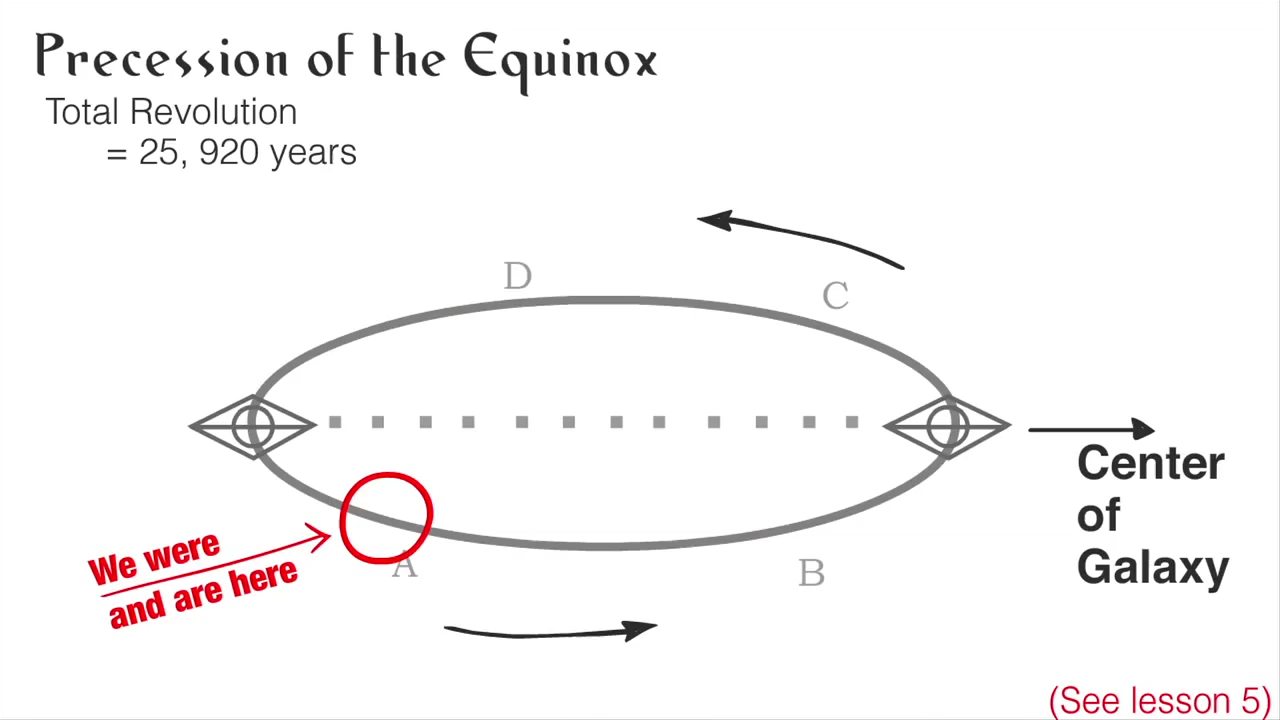 Precession of the Equinox
Total Revolution
= 25, 920 years
D
C
Center
of
Galaxy
We were
and are here
A
B
(See lesson 5)